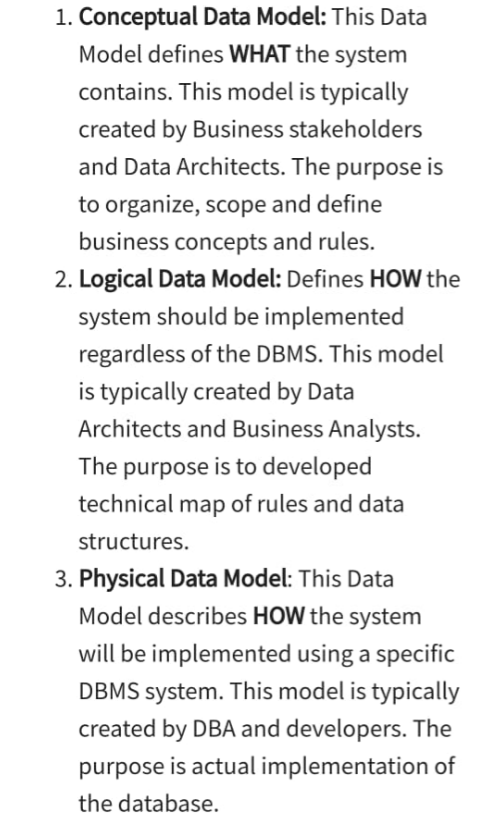 1. Conceptual Data Model: This Data
Model defines WHAT the system
contains. This model is typically
created by Business stakeholders
and Data Architects. The purpose is
to organize, scope and define
business concepts and rules.
2. Logical Data Model: Defines HOW the
system should be implemented
regardless of the DBMS. This model
is typically created by Data
Architects and Business Analysts.
The purpose is to developed
technical map of rules and data
structures.
3. Physical Data Model: This Data
Model describes HOW the system
will be implemented using a specific
DBMS system. This model is typically
created by DBA and developers. The
purpose is actual implementation of
the database.